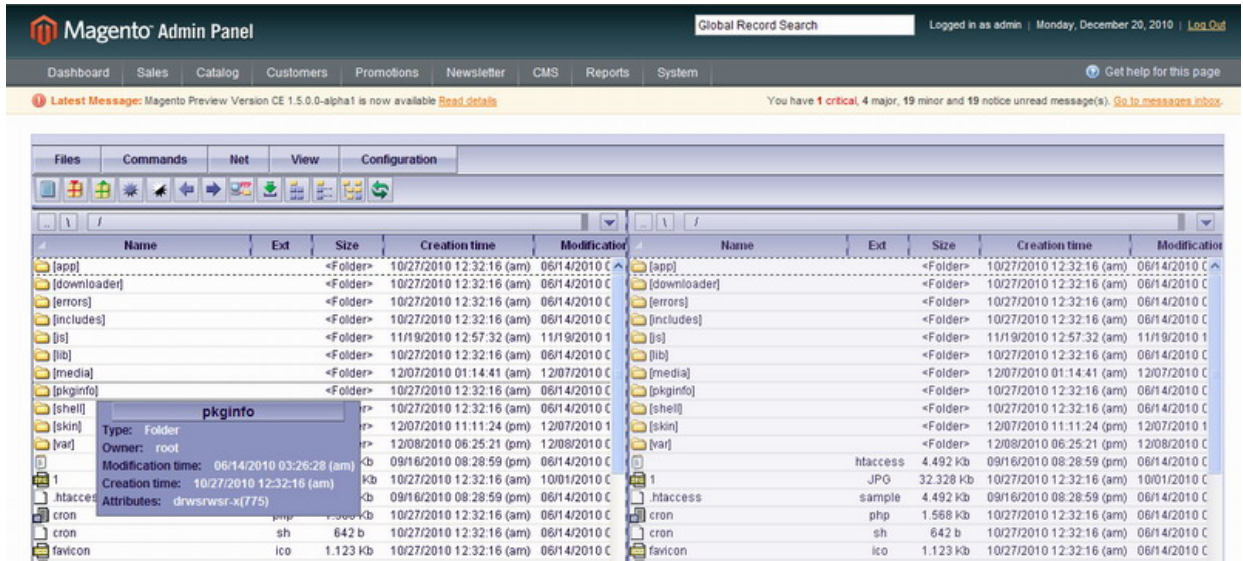 Magento Admin Panel
Global Record Search
Logged in as admin | Monday, December 20, 2010 | Log Out
Dashboard Sales Catalog Customers Promotions Newsletter CMS Reports System Get help for this page
Latest Message: Magento Preview Version CE 1.5.0.0-alpha1 is now available Read details You have 1 critical, 4 major, 19 minor and 19 notice unread message(s). Go to messages inbox.
Files Commands Net View Configuration
.. \ / .. \ /
Name Ext Size Creation time Modification Name Ext Size Creation time Modification
[app] <Folder> 10/27/2010 12:32:16 (am) 06/14/2010 [app] <Folder> 10/27/2010 12:32:16 (am) 06/14/2010
[downloader] <Folder> 10/27/2010 12:32:16 (am) 06/14/2010 [downloader] <Folder> 10/27/2010 12:32:16 (am) 06/14/2010
[errors] <Folder> 10/27/2010 12:32:16 (am) 06/14/2010 [errors] <Folder> 10/27/2010 12:32:16 (am) 06/14/2010
[includes] <Folder> 10/27/2010 12:32:16 (am) 06/14/2010 [includes] <Folder> 10/27/2010 12:32:16 (am) 06/14/2010
[js] <Folder> 11/19/2010 12:57:32 (am) 11/19/2010 1 [js] <Folder> 11/19/2010 12:57:32 (am) 11/19/2010 1
[lib] <Folder> 10/27/2010 12:32:16 (am) 06/14/2010 [lib] <Folder> 10/27/2010 12:32:16 (am) 06/14/2010
[media] <Folder> 12/07/2010 01:14:41 (am) 12/07/2010 [media] <Folder> 12/07/2010 01:14:41 (am) 12/07/2010
[pkginfo] <Folder> 10/27/2010 12:32:16 (am) 06/14/2010 [pkginfo] <Folder> 10/27/2010 12:32:16 (am) 06/14/2010
[shell] 10/27/2010 12:32:16 (am) 06/14/2010 [shell] <Folder> 10/27/2010 12:32:16 (am) 06/14/2010
[skin] 12/07/2010 11:11:24 (pm) 12/07/2010 1 [skin] <Folder> 12/07/2010 11:11:24 (pm) 12/07/2010 1
[var] 12/08/2010 06:25:21 (pm) 12/08/2010 [var] <Folder> 12/08/2010 06:25:21 (pm) 12/08/2010
Kb 09/16/2010 08:28:59 (pm) 06/14/2010 htaccess 4.492 Kb 09/16/2010 08:28:59 (pm) 06/14/2010
1 Kb 10/27/2010 12:32:16 (am) 10/01/2010 1 JPG 32.328 Kb 10/27/2010 12:32:16 (am) 10/01/2010
.htacces Kb 09/16/2010 08:28:59 (pm) 06/14/2010 .htaccess sample 4.492 Kb 09/16/2010 08:28:59 (pm) 06/14/2010
cron php 1.568 Kb 10/27/2010 12:32:16 (am) 06/14/2010 cron php 1.568 Kb 10/27/2010 12:32:16 (am) 06/14/2010
cron sh 642 b 10/27/2010 12:32:16 (am) 06/14/2010 cron sh 642 b 10/27/2010 12:32:16 (am) 06/14/2010
favicon ico 1.123 Kb 10/27/2010 12:32:16 (am) 06/14/2010 favicon ico 1.123 Kb 10/27/2010 12:32:16 (am) 06/14/2010
pkginfo
Type: Folder
Owner: root
Modification time: 06/14/2010 03:26:28 (am)
Creation time: 10/27/2010 12:32:16 (am)
Attributes: drwsrwsr-x(775)